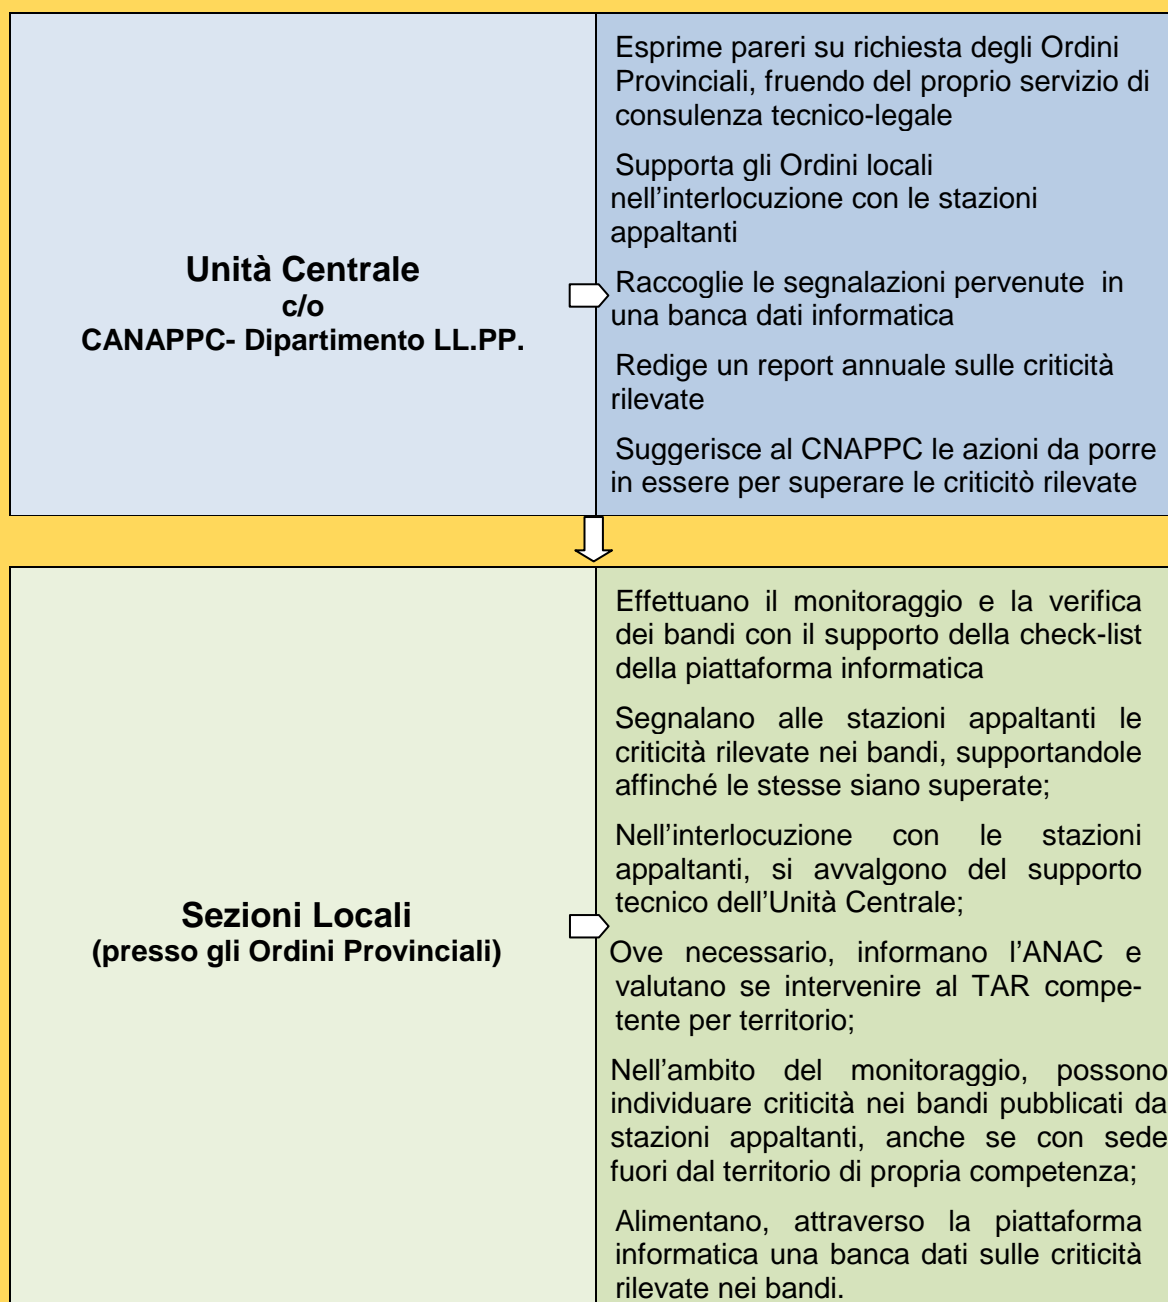 Unità Centrale
c/o
CANAPPC- Dipartimento LL.PP.
Esprime pareri su richiesta degli Ordini
Provinciali, fruendo del proprio servizio di
consulenza tecnico-legale
Supporta gli Ordini locali
nell’interlocuzione con le stazioni
appaltanti
Raccoglie le segnalazioni pervenute in
una banca dati informatica
Redige un report annuale sulle criticità
rilevate
Suggerisce al CNAPPC le azioni da porre
in essere per superare le criticitò rilevate
Sezioni Locali
(presso gli Ordini Provinciali)
Effettuano il monitoraggio e la verifica
dei bandi con il supporto della check-list
della piattaforma informatica
Segnalano alle stazioni appaltanti le
criticità rilevate nei bandi, supportandole
affinché le stesse siano superate;
Nell’interlocuzione con le stazioni
appaltanti, si avvalgono del supporto
tecnico dell’Unità Centrale;
Ove necessario, informano l’ANAC e
valutano se intervenire al TAR compe-
tente per territorio;
Nell’ambito del monitoraggio, possono
individuare criticità nei bandi pubblicati da
stazioni appaltanti, anche se con sede
fuori dal territorio di propria competenza;
Alimentano, attraverso la piattaforma
informatica una banca dati sulle criticità
rilevate nei bandi.